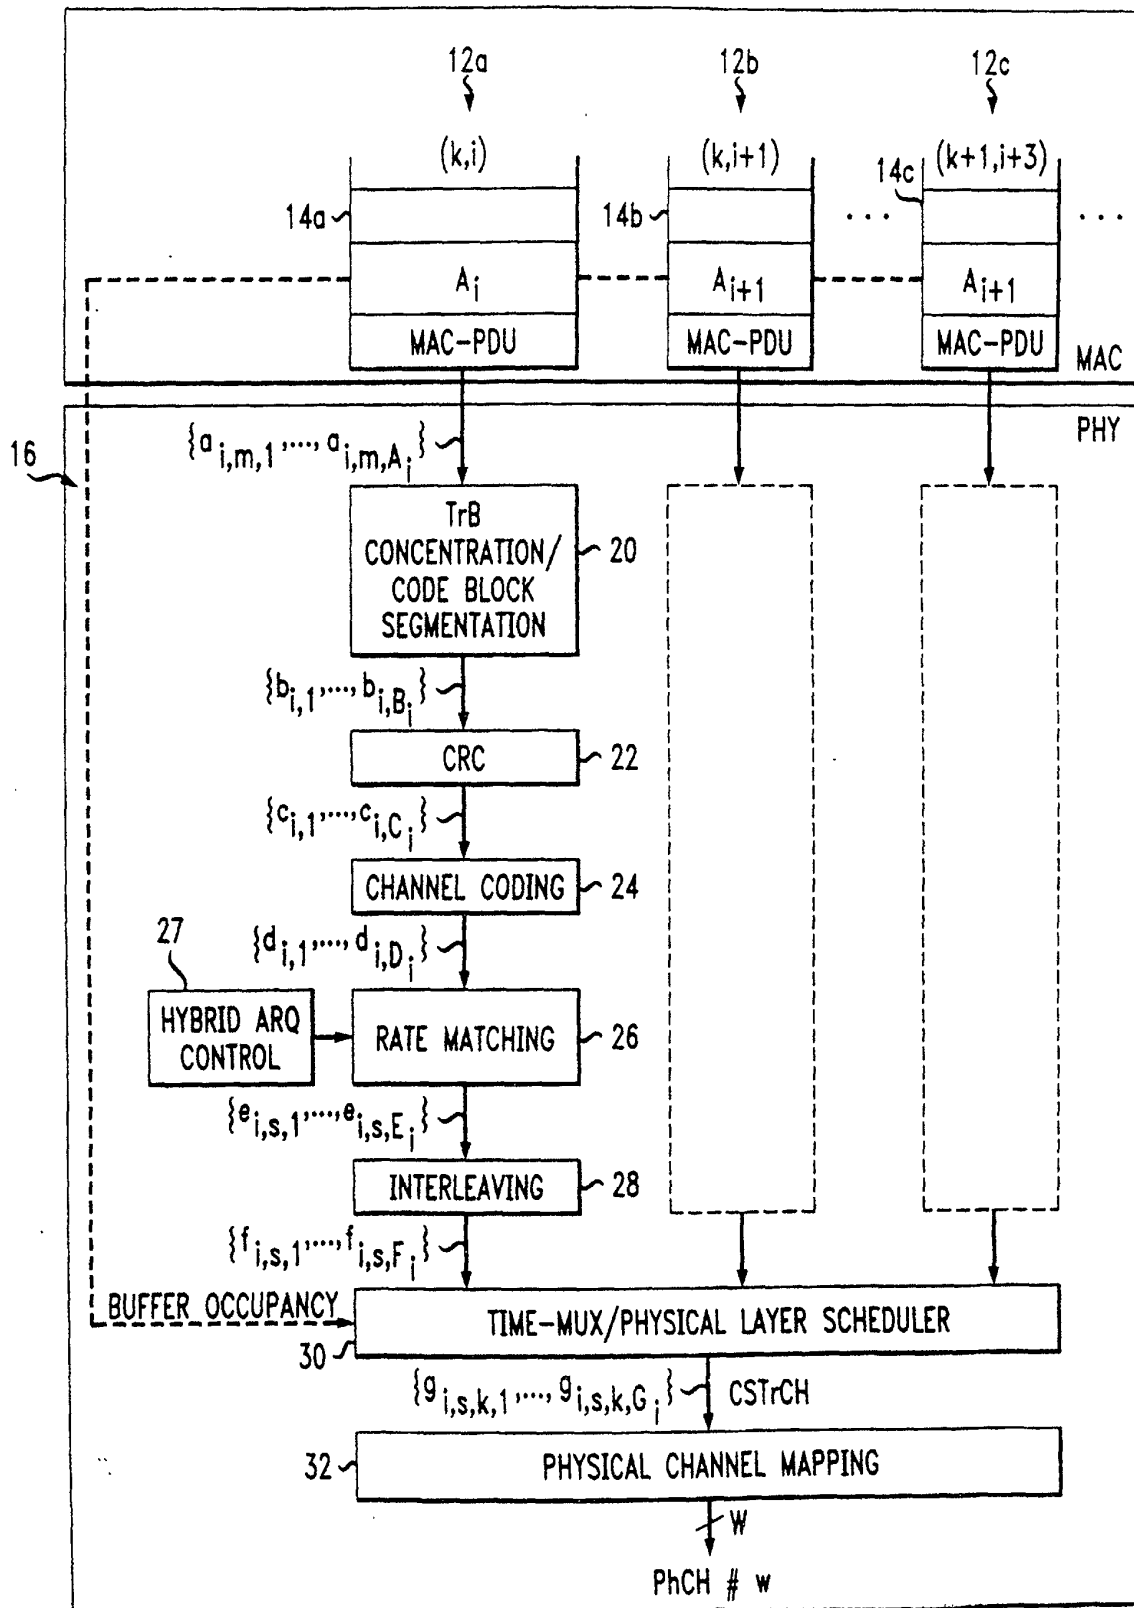 12a 12b 12c
(k,i) (k,i+1) (k+1,i+3)
14a 14b ... 14c ...
A_i A_{i+1} A_{i+1}
MAC-PDU MAC-PDU MAC-PDU MAC
PHY
16
{a_{i,m,1},..., a_{i,m,A_i}}
TrB
CONCENTRATION/
CODE BLOCK
SEGMENTATION
20
{b_{i,1},..., b_{i,B_i}}
CRC 22
{c_{i,1},...,c_{i,C_i}}
CHANNEL CODING 24
{d_{i,1},..., d_{i,D_i}}
27
HYBRID ARQ
CONTROL
RATE MATCHING 26
{e_{i,s,1},...,e_{i,s,E_i}}
INTERLEAVING 28
{f_{i,s,1},...,f_{i,s,F_i}}
BUFFER OCCUPANCY
TIME-MUX/PHYSICAL LAYER SCHEDULER
30
{g_{i,s,k,1},..., g_{i,s,k,G_i}} CSTrCH
32 PHYSICAL CHANNEL MAPPING
W
PhCH # w